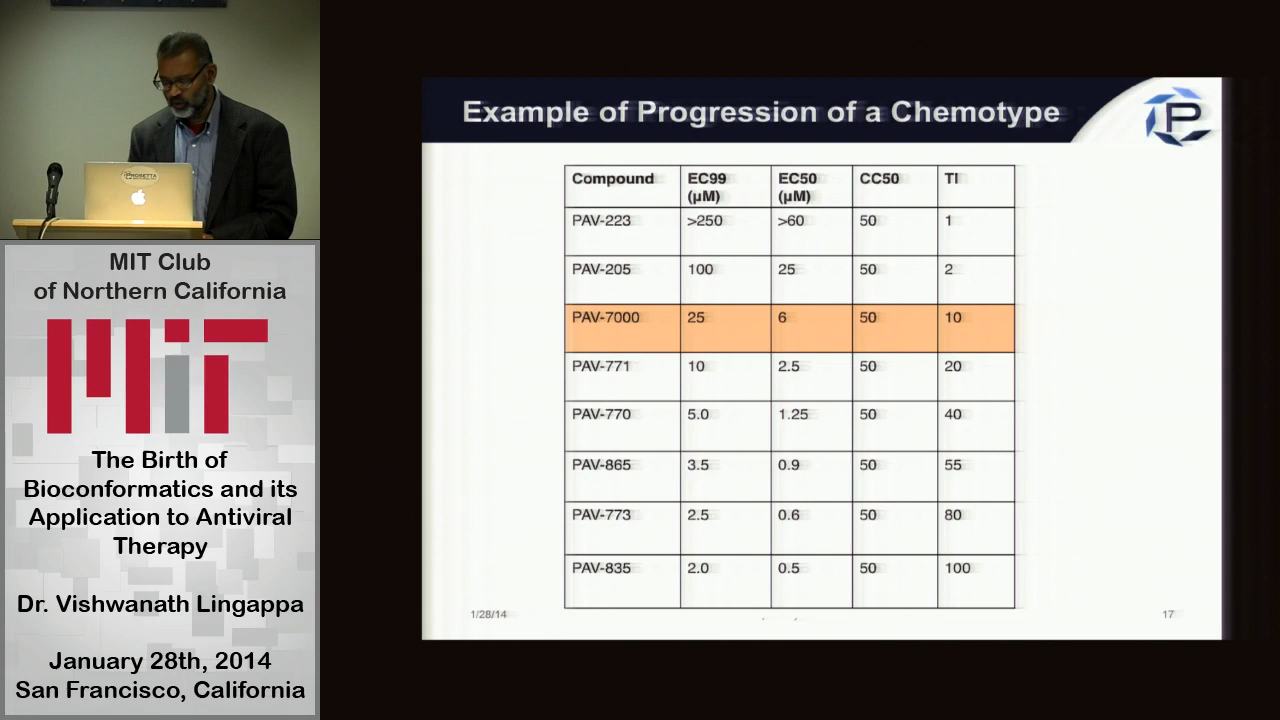 Example of Progression of a Chemotype
P
Compound EC99 (µM) EC50 (µM) CC50 TI
PAV-223 >250 >60 50 1
PAV-205 100 25 50 2
PAV-7000 25 6 50 10
PAV-771 10 2.5 50 20
PAV-770 5.0 1.25 50 40
PAV-865 3.5 0.9 50 55
PAV-773 2.5 0.6 50 80
PAV-835 2.0 0.5 50 100
1/28/14
17
PROSETTA
MIT Club
of Northern California
MIT
The Birth of
Bioconformatics and its
Application to Antiviral
Therapy
Dr. Vishwanath Lingappa
January 28th, 2014
San Francisco, California